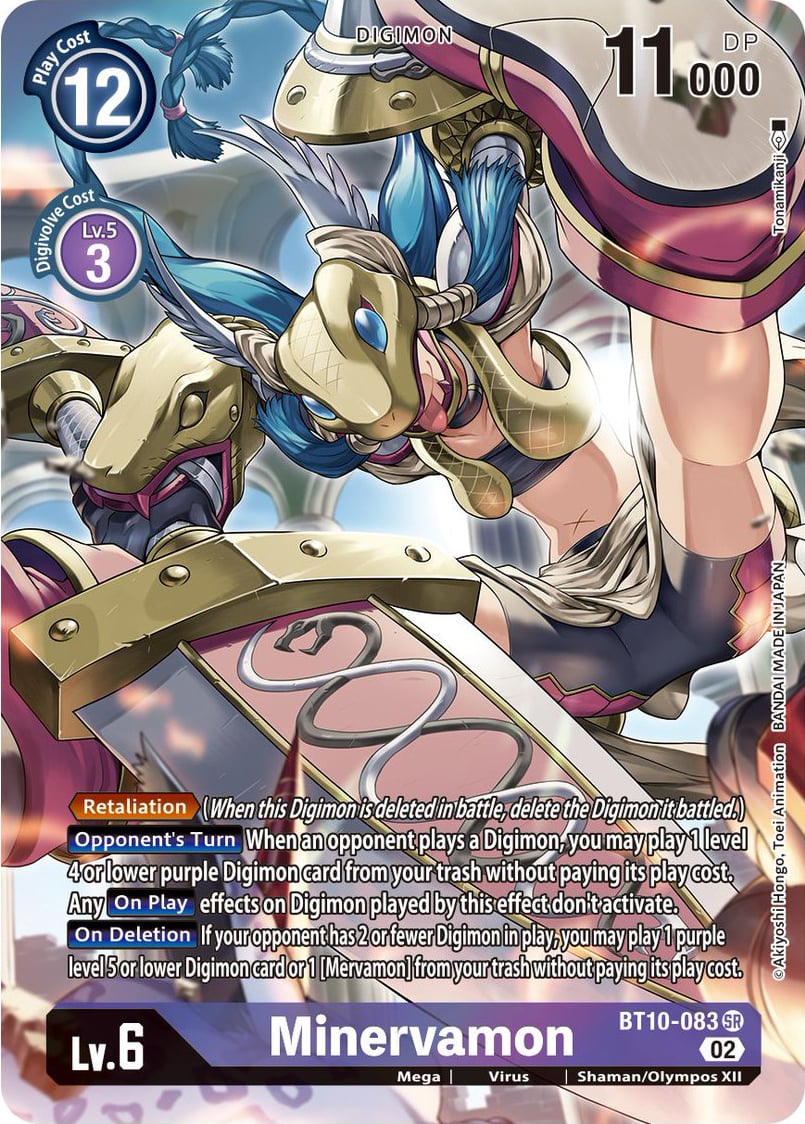 DIGIMON
Play Cost
12
11000
DP
Digivolve Cost
Lv.5
3
Tonamikanji
Retaliation (When this Digimon is deleted in battle, delete the Digimon it battled.)
Opponent's Turn When an opponent plays a Digimon, you may play 1 level
4 or lower purple Digimon card from your trash without paying its play cost.
Any On Play effects on Digimon played by this effect don't activate.
On Deletion If your opponent has 2 or fewer Digimon in play, you may play 1 purple
level 5 or lower Digimon card or 1 [Mervamon] from your trash without paying its play cost.
©Akiyoshi Hongo, Toei Animation BANDAI MADE IN JAPAN
Lv.6
Minervamon
BT10-083 SR
02
Mega | Virus | Shaman/Olympos XII